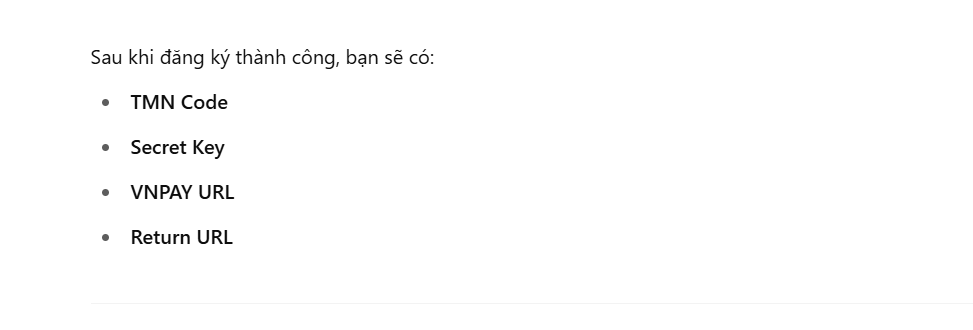 Sau khi đăng ký thành công, bạn sẽ có:
• TMN Code
• Secret Key
• VNPAY URL
• Return URL